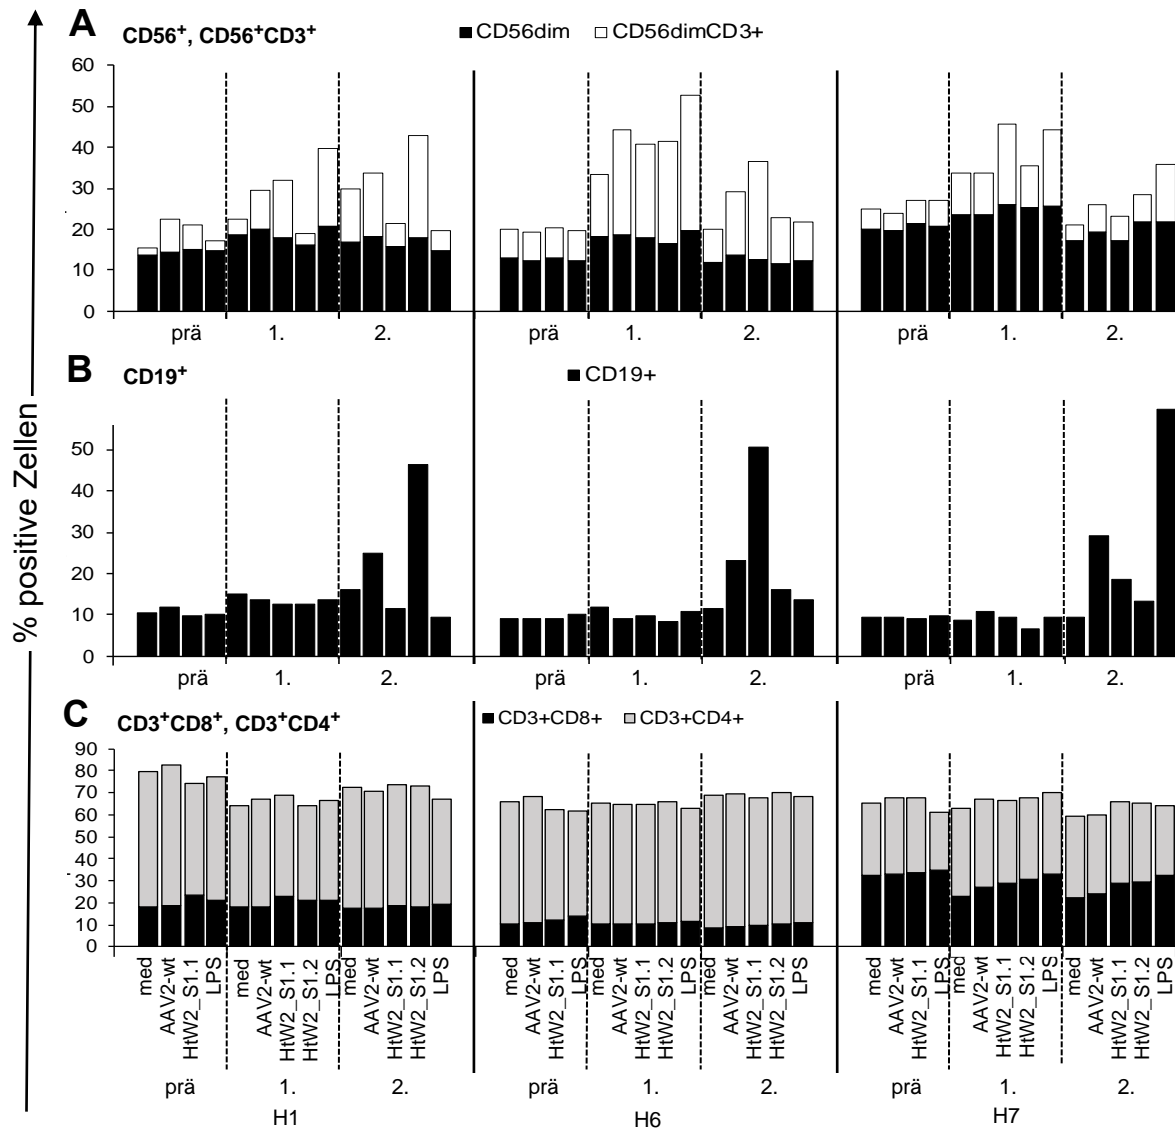 A CD56+, CD56+CD3+ CD56dim CD56dimCD3+
60
50
40
30
20
10
0
prä 1. 2. prä 1. 2. prä 1. 2.
B CD19+ CD19+
50
40
30
20
10
0
prä 1. 2. prä 1. 2. prä 1. 2.
% positive Zellen
C CD3+CD8+, CD3+CD4+ CD3+CD8+ CD3+CD4+
90
80
70
60
50
40
30
20
10
0
med AAV2-wt HtW2_S1.1 LPS med AAV2-wt HtW2_S1.1 HtW2_S1.2 LPS med AAV2-wt HtW2_S1.1 HtW2_S1.2 LPS med AAV2-wt HtW2_S1.1 LPS med AAV2-wt HtW2_S1.1 HtW2_S1.2 LPS med AAV2-wt HtW2_S1.1 HtW2_S1.2 LPS med AAV2-wt HtW2_S1.1 LPS med AAV2-wt HtW2_S1.1 HtW2_S1.2 LPS med AAV2-wt HtW2_S1.1 HtW2_S1.2 LPS
prä 1. 2. prä 1. 2. prä 1. 2.
H1 H6 H7